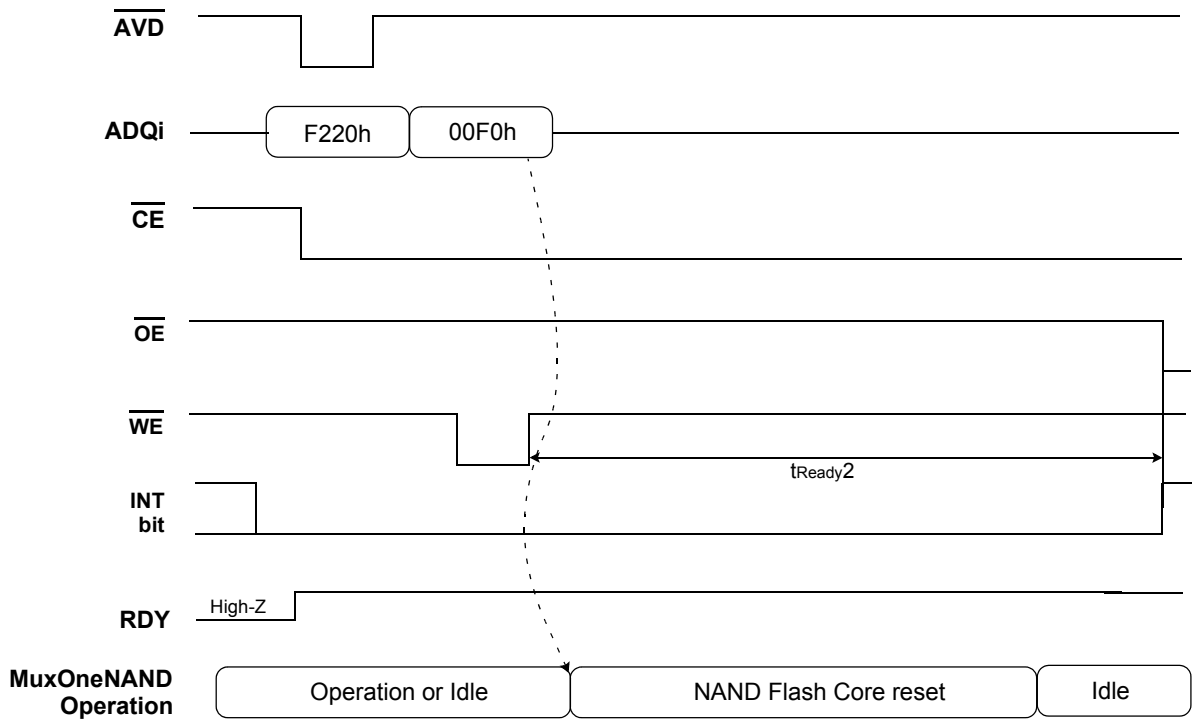 AVD
ADQi
F220h
00F0h
CE
OE
WE
tReady2
INT
bit
High-Z
RDY
MuxOneNAND
Operation
Operation or Idle
NAND Flash Core reset
Idle